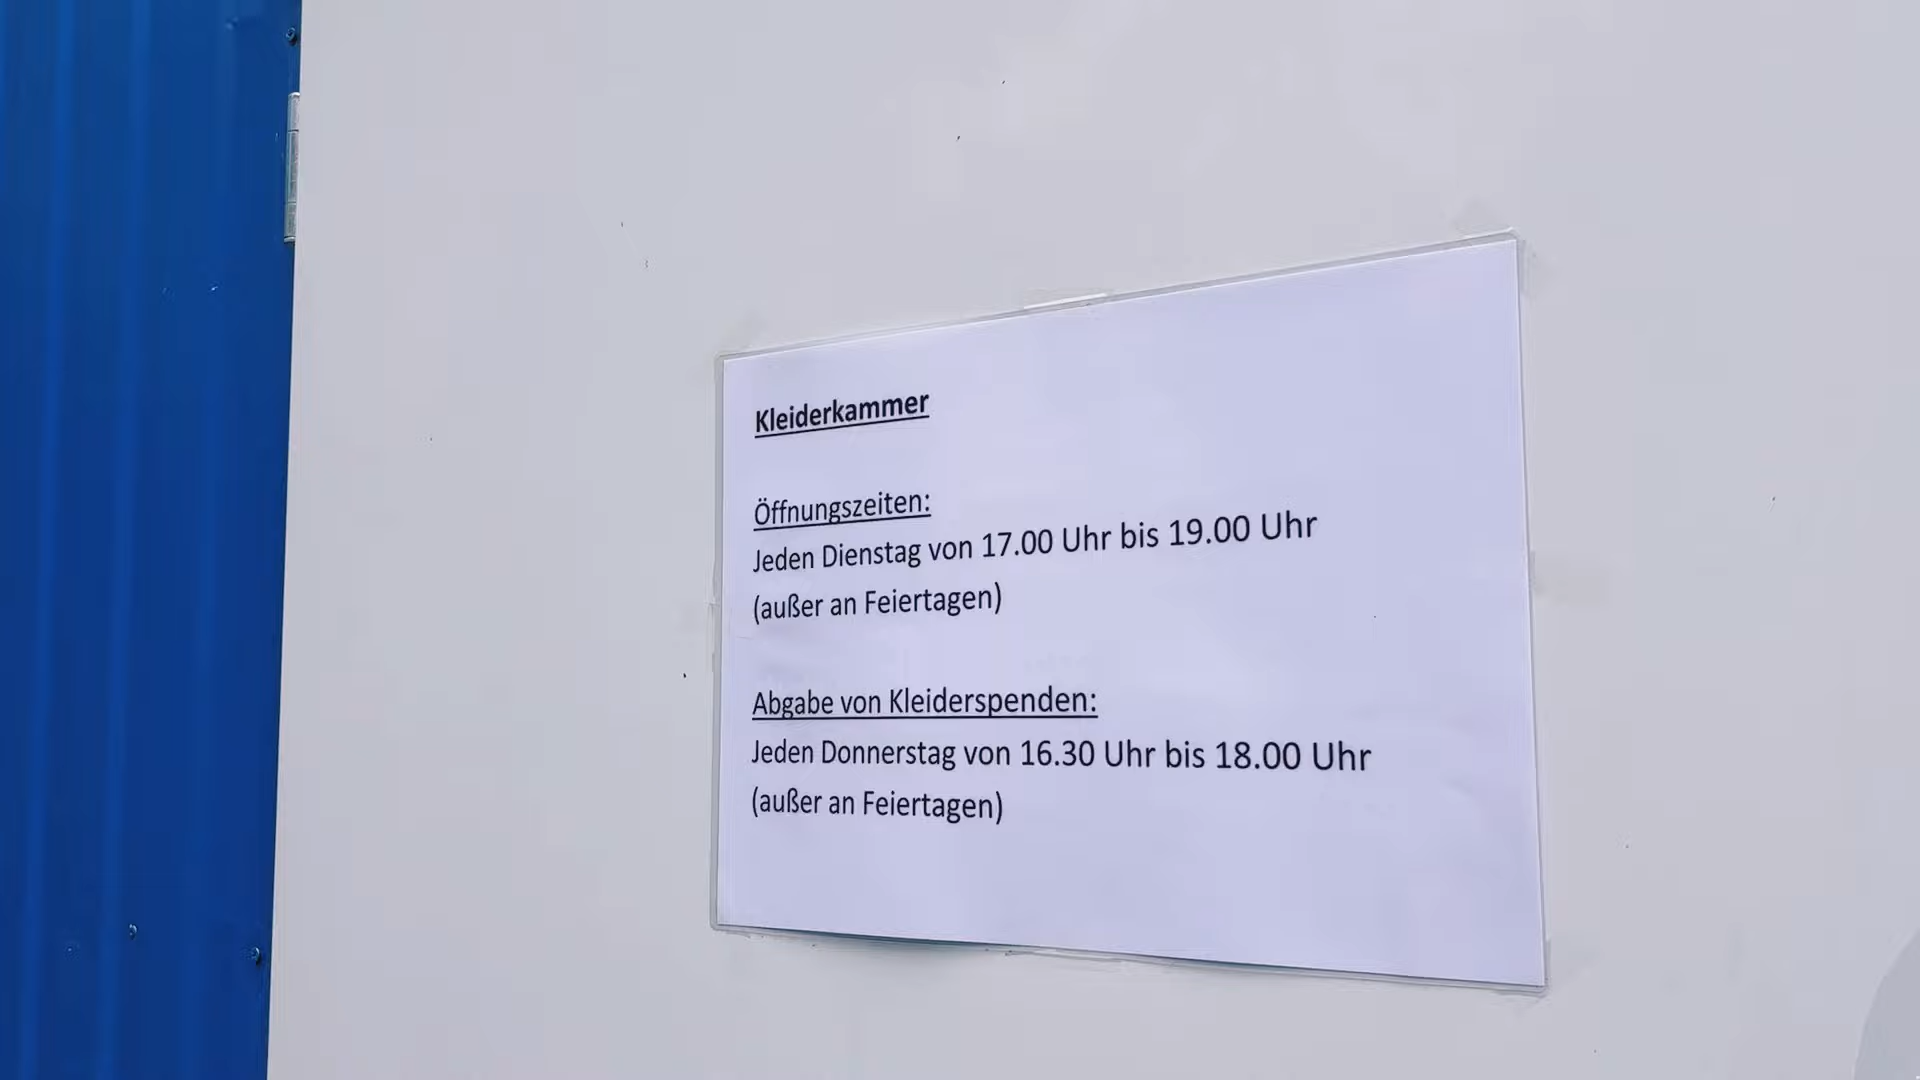 Kleiderkammer
Öffnungszeiten:
Jeden Dienstag von 17.00 Uhr bis 19.00 Uhr
(außer an Feiertagen)
Abgabe von Kleiderspenden:
Jeden Donnerstag von 16.30 Uhr bis 18.00 Uhr
(außer an Feiertagen)